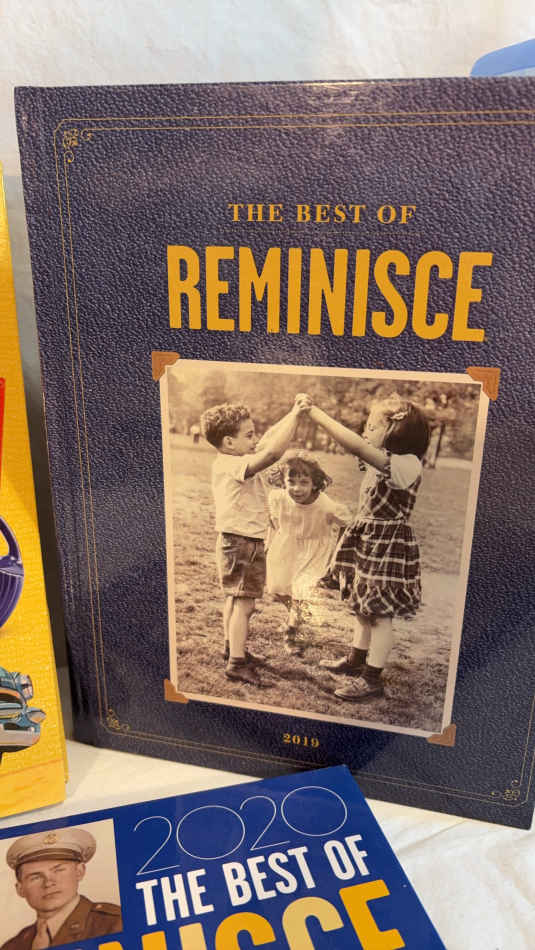 THE BEST OF
REMINISCE
2019
2020
THE BEST OF